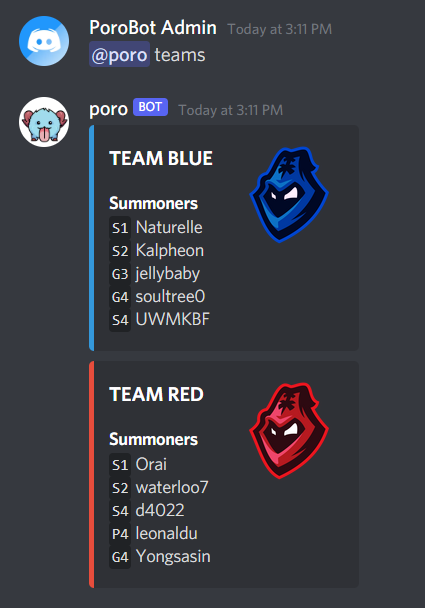 PoroBot Admin Today at 3:11 PM
@poro teams
poro BOT Today at 3:11 PM
TEAM BLUE
Summoners
S1 Naturelle
S2 Kalpheon
G3 jellybaby
G4 soultree0
S4 UWMKBF
TEAM RED
Summoners
S1 Orai
S2 waterloo7
S4 d4022
P4 leonaldu
G4 Yongsasin